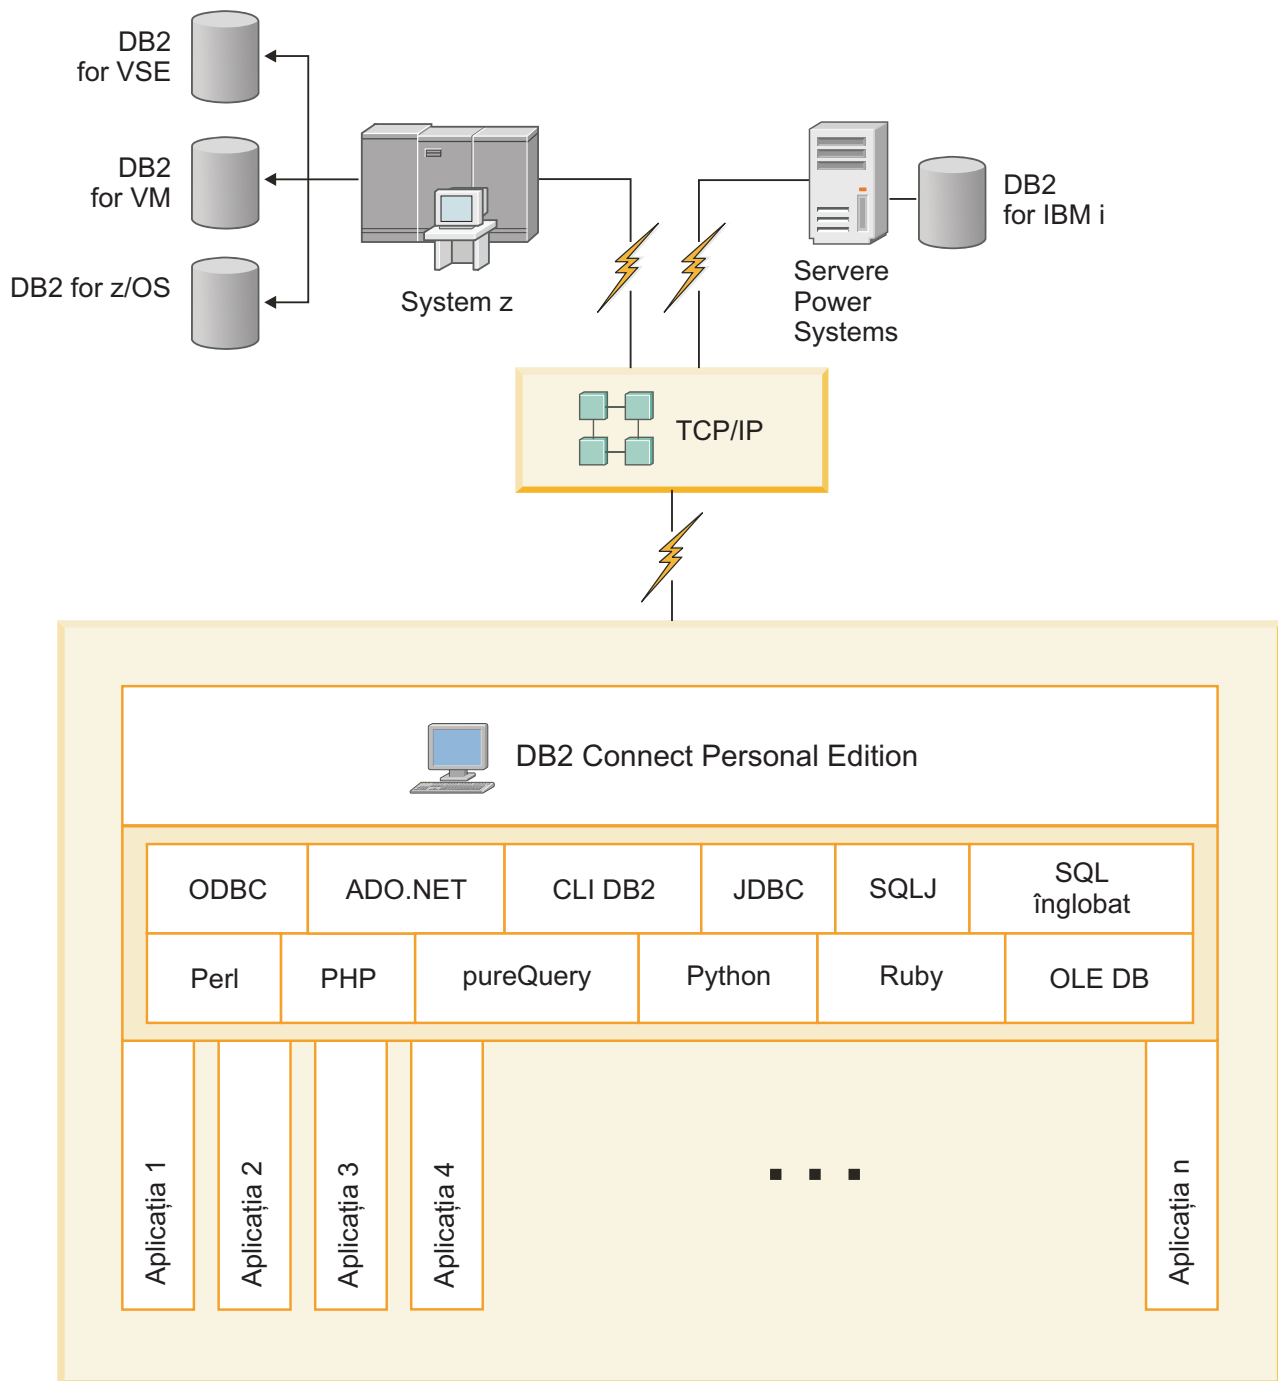 DB2
for VSE
DB2
for VM
DB2 for z/OS
System z
Servere
Power
Systems
DB2
for IBM i
TCP/IP
DB2 Connect Personal Edition
ODBC
ADO.NET
CLI DB2
JDBC
SQLJ
SQL
înglobat
Perl
PHP
pureQuery
Python
Ruby
OLE DB
Aplicația 1
Aplicația 2
Aplicația 3
Aplicația 4
...
Aplicația n